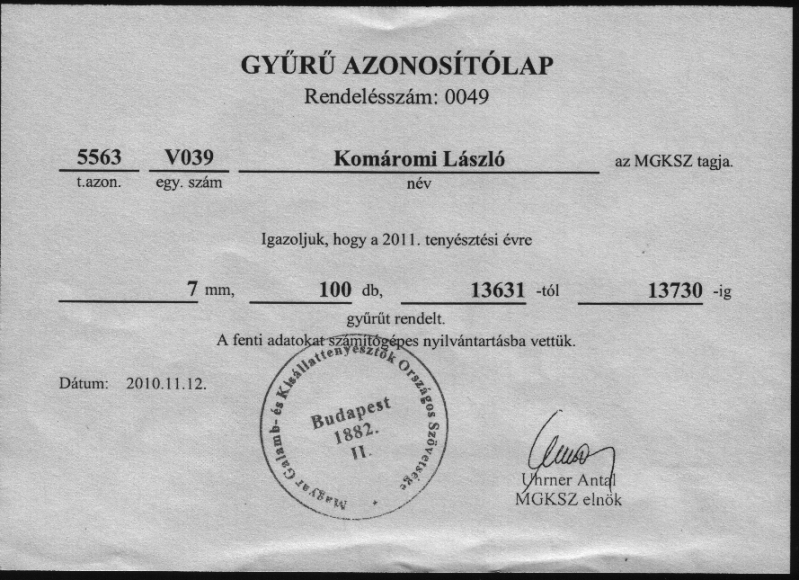 GYŰRŰ AZONOSÍTÓLAP
Rendelésszám: 0049
5563 V039 Komáromi László az MGKSZ tagja.
t.azon. egy. szám név
Igazoljuk, hogy a 2011. tenyésztési évre
7 mm, 100 db, 13631 -tól 13730 -ig
gyűrűt rendelt.
A fenti adatokat számítógépes nyilvántartásba vettük.
Dátum: 2010.11.12.
Magyar Galamb- és Kisállattenyésztők Országos Szövetsége
Budapest
1882.
II.
Uhrner Antal
MGKSZ elnök